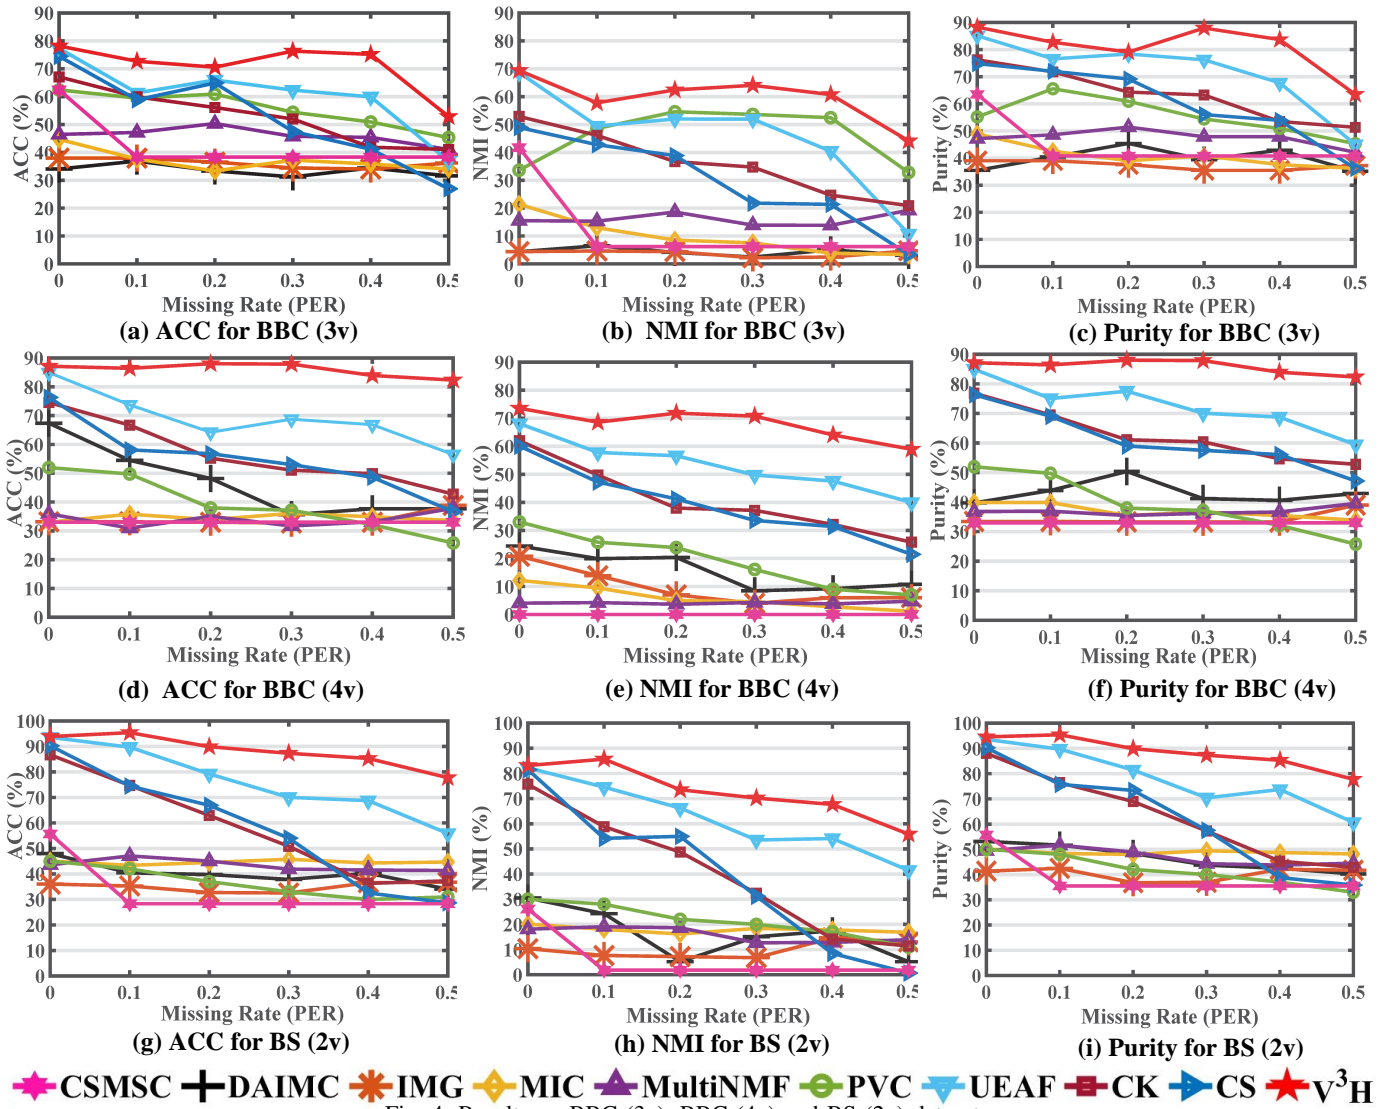 90
80
70
60
50
40
30
20
10
0
ACC (%)
0 0.1 0.2 0.3 0.4 0.5
Missing Rate (PER)
(a) ACC for BBC (3v)
90
80
70
60
50
40
30
20
10
0
NMI (%)
0 0.1 0.2 0.3 0.4 0.5
Missing Rate (PER)
(b) NMI for BBC (3v)
90
80
70
60
50
40
30
20
10
0
Purity (%)
0 0.1 0.2 0.3 0.4 0.5
Missing Rate (PER)
(c) Purity for BBC (3v)
90
80
70
60
50
40
30
20
10
0
ACC (%)
0 0.1 0.2 0.3 0.4 0.5
Missing Rate (PER)
(d) ACC for BBC (4v)
90
80
70
60
50
40
30
20
10
0
NMI (%)
0 0.1 0.2 0.3 0.4 0.5
Missing Rate (PER)
(e) NMI for BBC (4v)
90
80
70
60
50
40
30
20
10
0
Purity (%)
0 0.1 0.2 0.3 0.4 0.5
Missing Rate (PER)
(f) Purity for BBC (4v)
100
90
80
70
60
50
40
30
20
10
0
ACC (%)
0 0.1 0.2 0.3 0.4 0.5
Missing Rate (PER)
(g) ACC for BS (2v)
100
90
80
70
60
50
40
30
20
10
0
NMI (%)
0 0.1 0.2 0.3 0.4 0.5
Missing Rate (PER)
(h) NMI for BS (2v)
100
90
80
70
60
50
40
30
20
10
0
Purity (%)
0 0.1 0.2 0.3 0.4 0.5
Missing Rate (PER)
(i) Purity for BS (2v)
CSMSC DAIMC IMG MIC MultiNMF PVC UEAF CK CS V³H